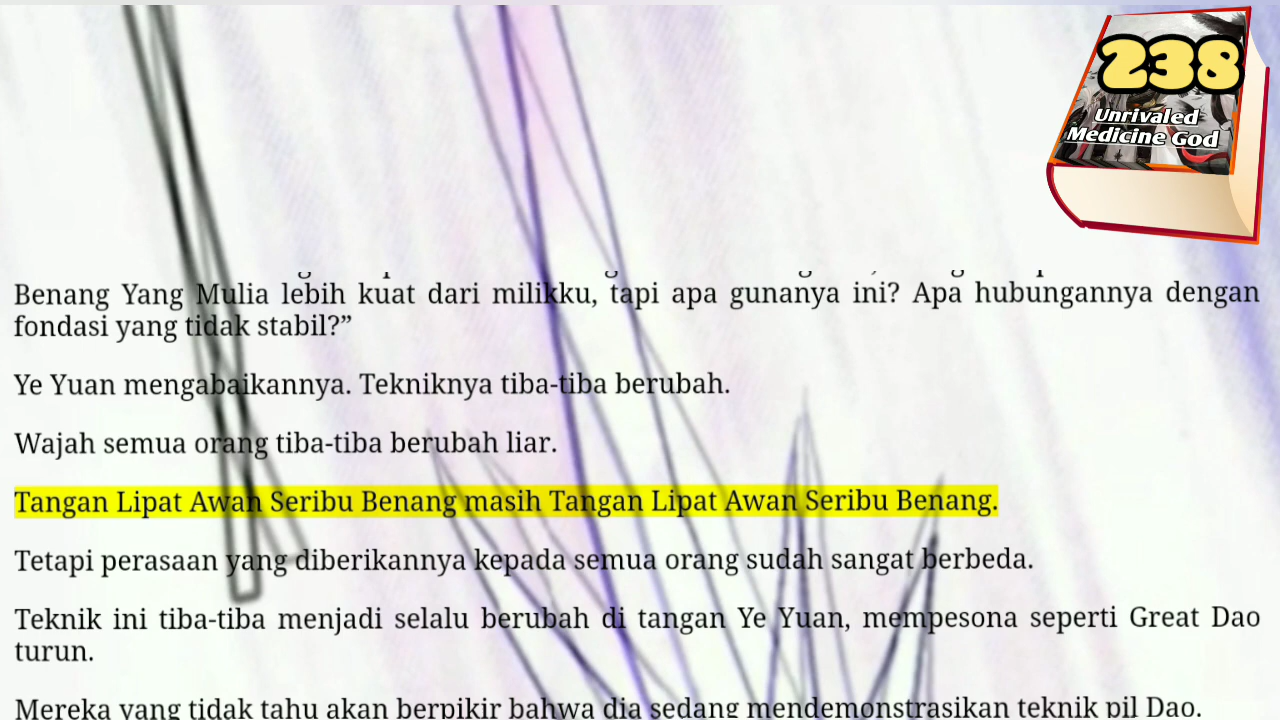 238
Unrivaled
Medicine God
Benang Yang Mulia lebih kuat dari milikku, tapi apa gunanya ini? Apa hubungannya dengan
fondasi yang tidak stabil?”
Ye Yuan mengabaikannya. Tekniknya tiba-tiba berubah.
Wajah semua orang tiba-tiba berubah liar.
Tangan Lipat Awan Seribu Benang masih Tangan Lipat Awan Seribu Benang.
Tetapi perasaan yang diberikannya kepada semua orang sudah sangat berbeda.
Teknik ini tiba-tiba menjadi selalu berubah di tangan Ye Yuan, mempesona seperti Great Dao
turun.
Mereka yang tidak tahu akan berpikir bahwa dia sedang mendemonstrasikan teknik pil Dao.